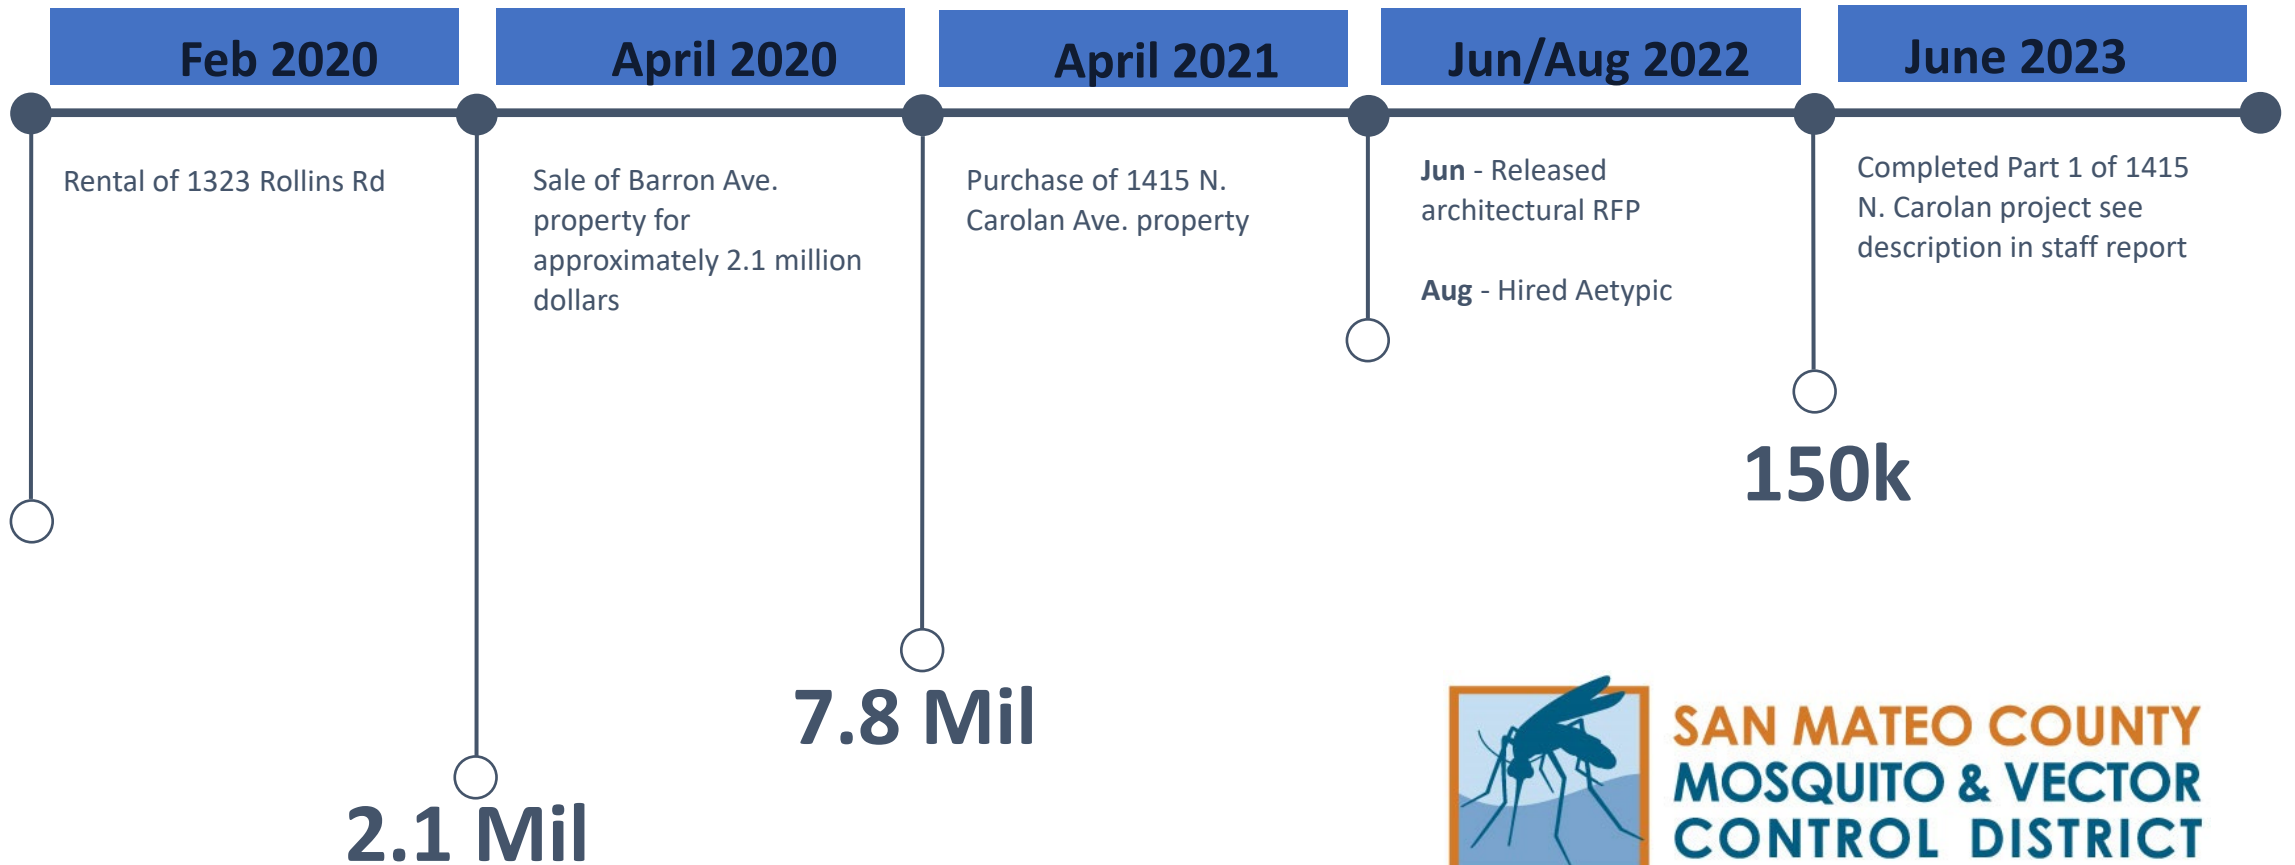 Feb 2020
April 2020
April 2021
Jun/Aug 2022
June 2023
Rental of 1323 Rollins Rd
Sale of Barron Ave.
property for
approximately 2.1 million
dollars
Purchase of 1415 N.
Carolan Ave. property
Jun - Released
architectural RFP
Aug - Hired Aetypic
Completed Part 1 of 1415
N. Carolan project see
description in staff report
150k
7.8 Mil
2.1 Mil
SAN MATEO COUNTY
MOSQUITO & VECTOR
CONTROL DISTRICT